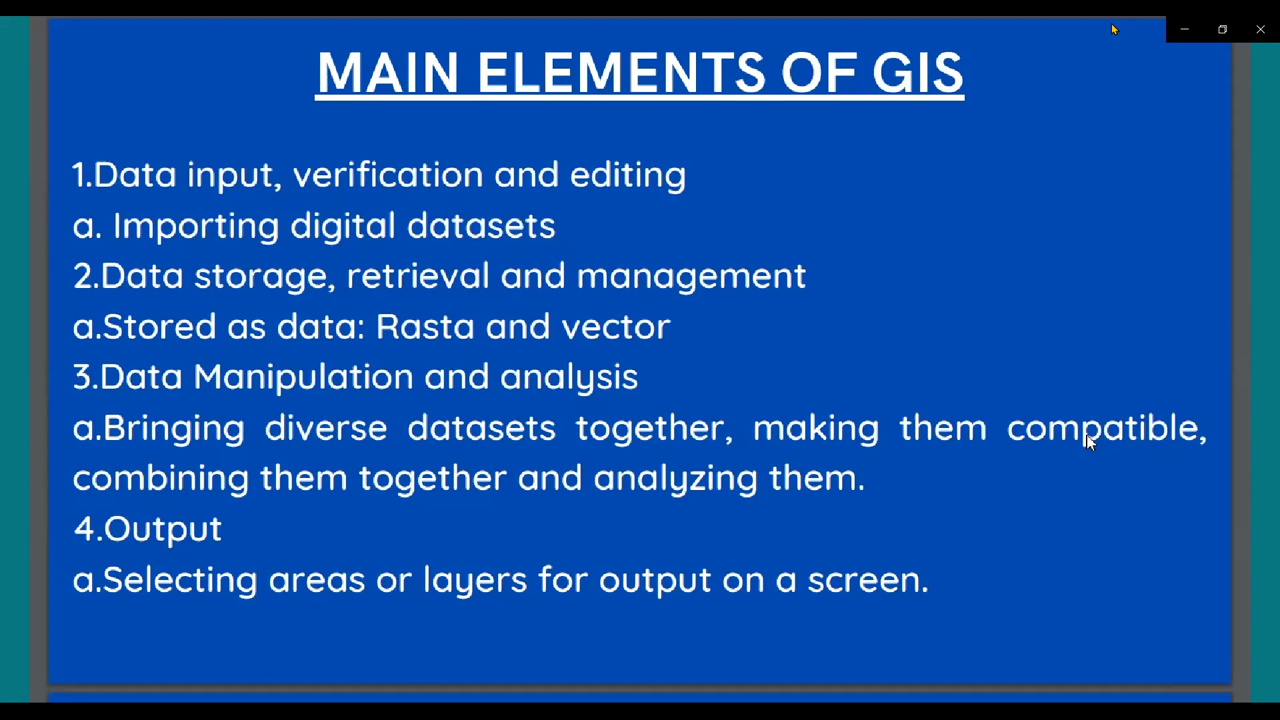 MAIN ELEMENTS OF GIS
1.Data input, verification and editing
a. Importing digital datasets
2.Data storage, retrieval and management
a.Stored as data: Rasta and vector
3.Data Manipulation and analysis
a.Bringing diverse datasets together, making them compatible,
combining them together and analyzing them.
4.Output
a.Selecting areas or layers for output on a screen.